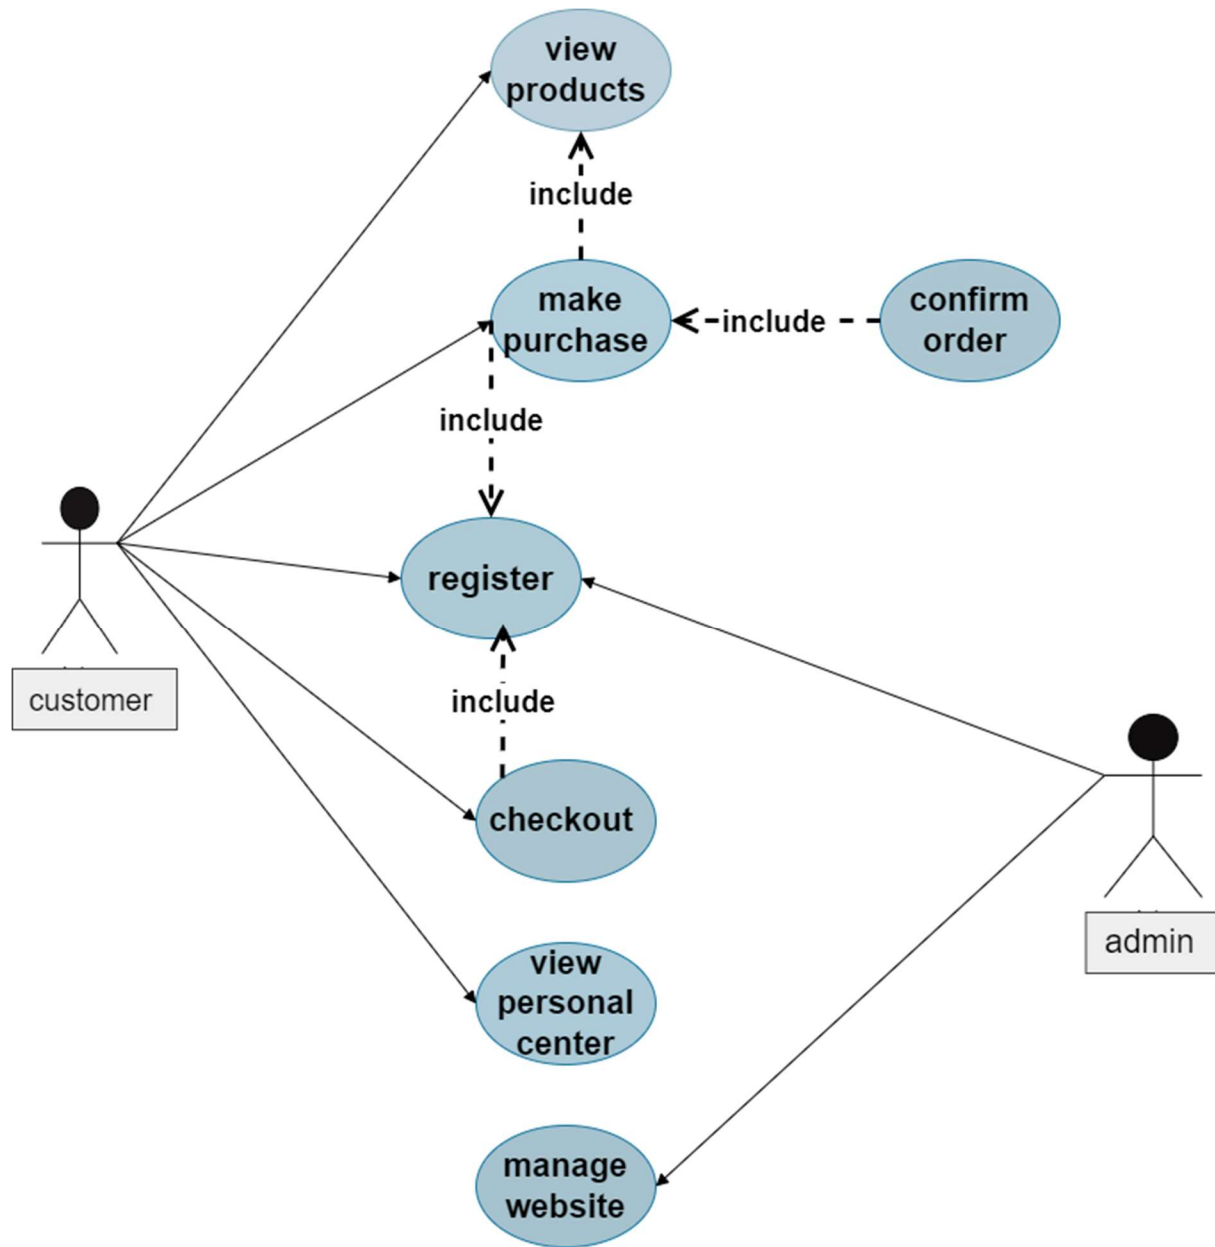 view
products
include
make
purchase
include
confirm
order
include
register
customer
include
checkout
admin
view
personal
center
manage
website